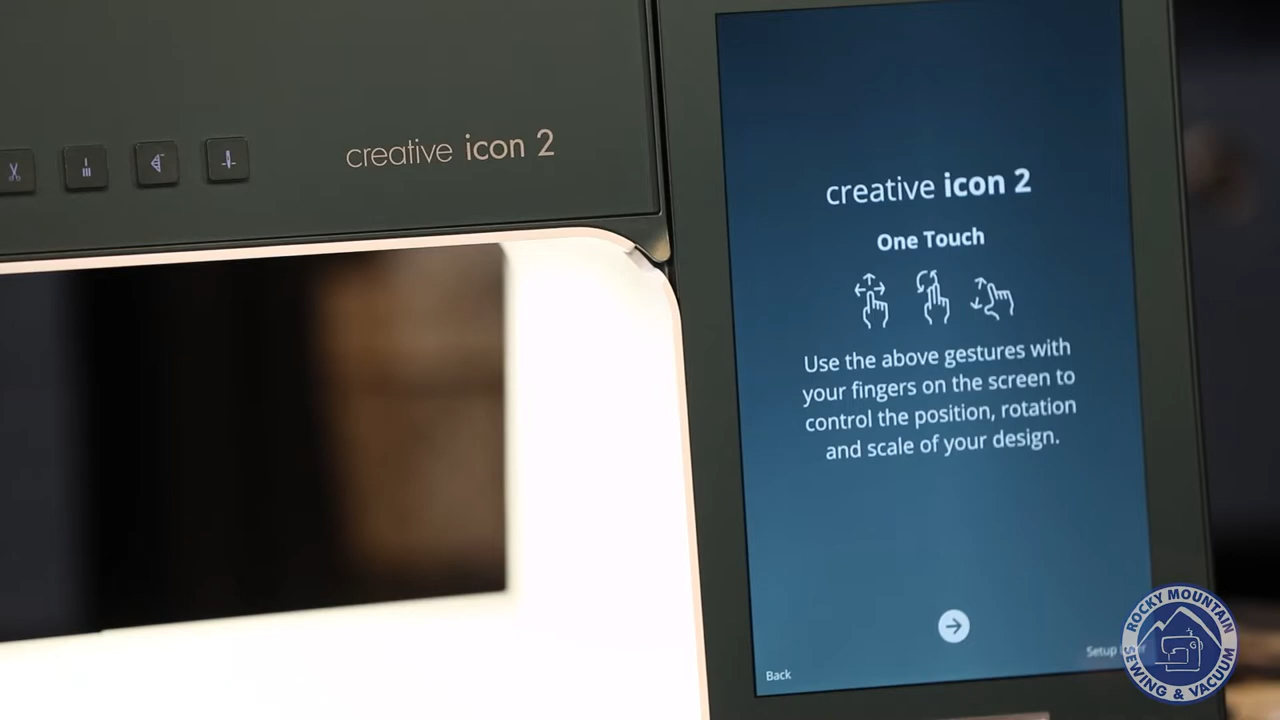 creative icon 2
creative icon 2
One Touch
Use the above gestures with
your fingers on the screen to
control the position, rotation
and scale of your design.
Back
Setup
ROCKY MOUNTAIN
SEWING & VACUUM